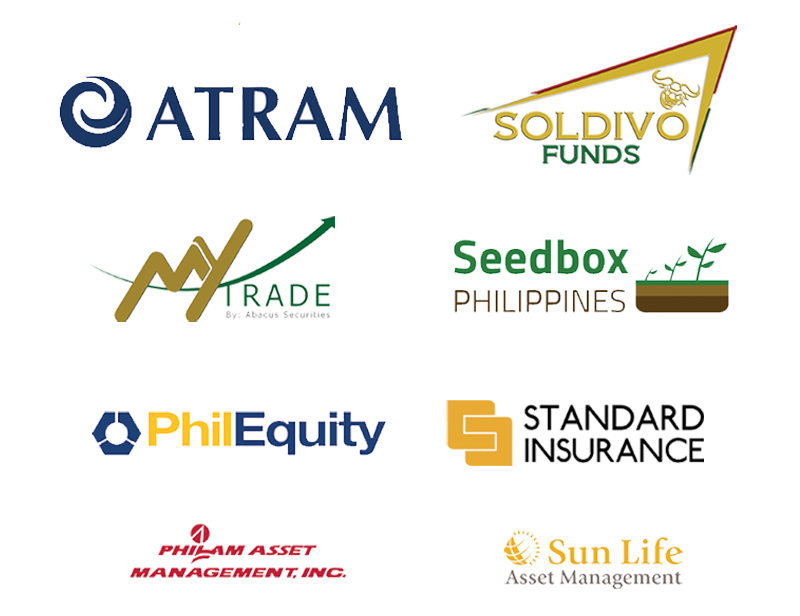 ATRAM
SOLDIVO
FUNDS
MY TRADE
By: Abacus Securities
Seedbox
PHILIPPINES
PhilEquity
STANDARD
INSURANCE
PHILAM ASSET
MANAGEMENT, INC.
Sun Life
Asset Management